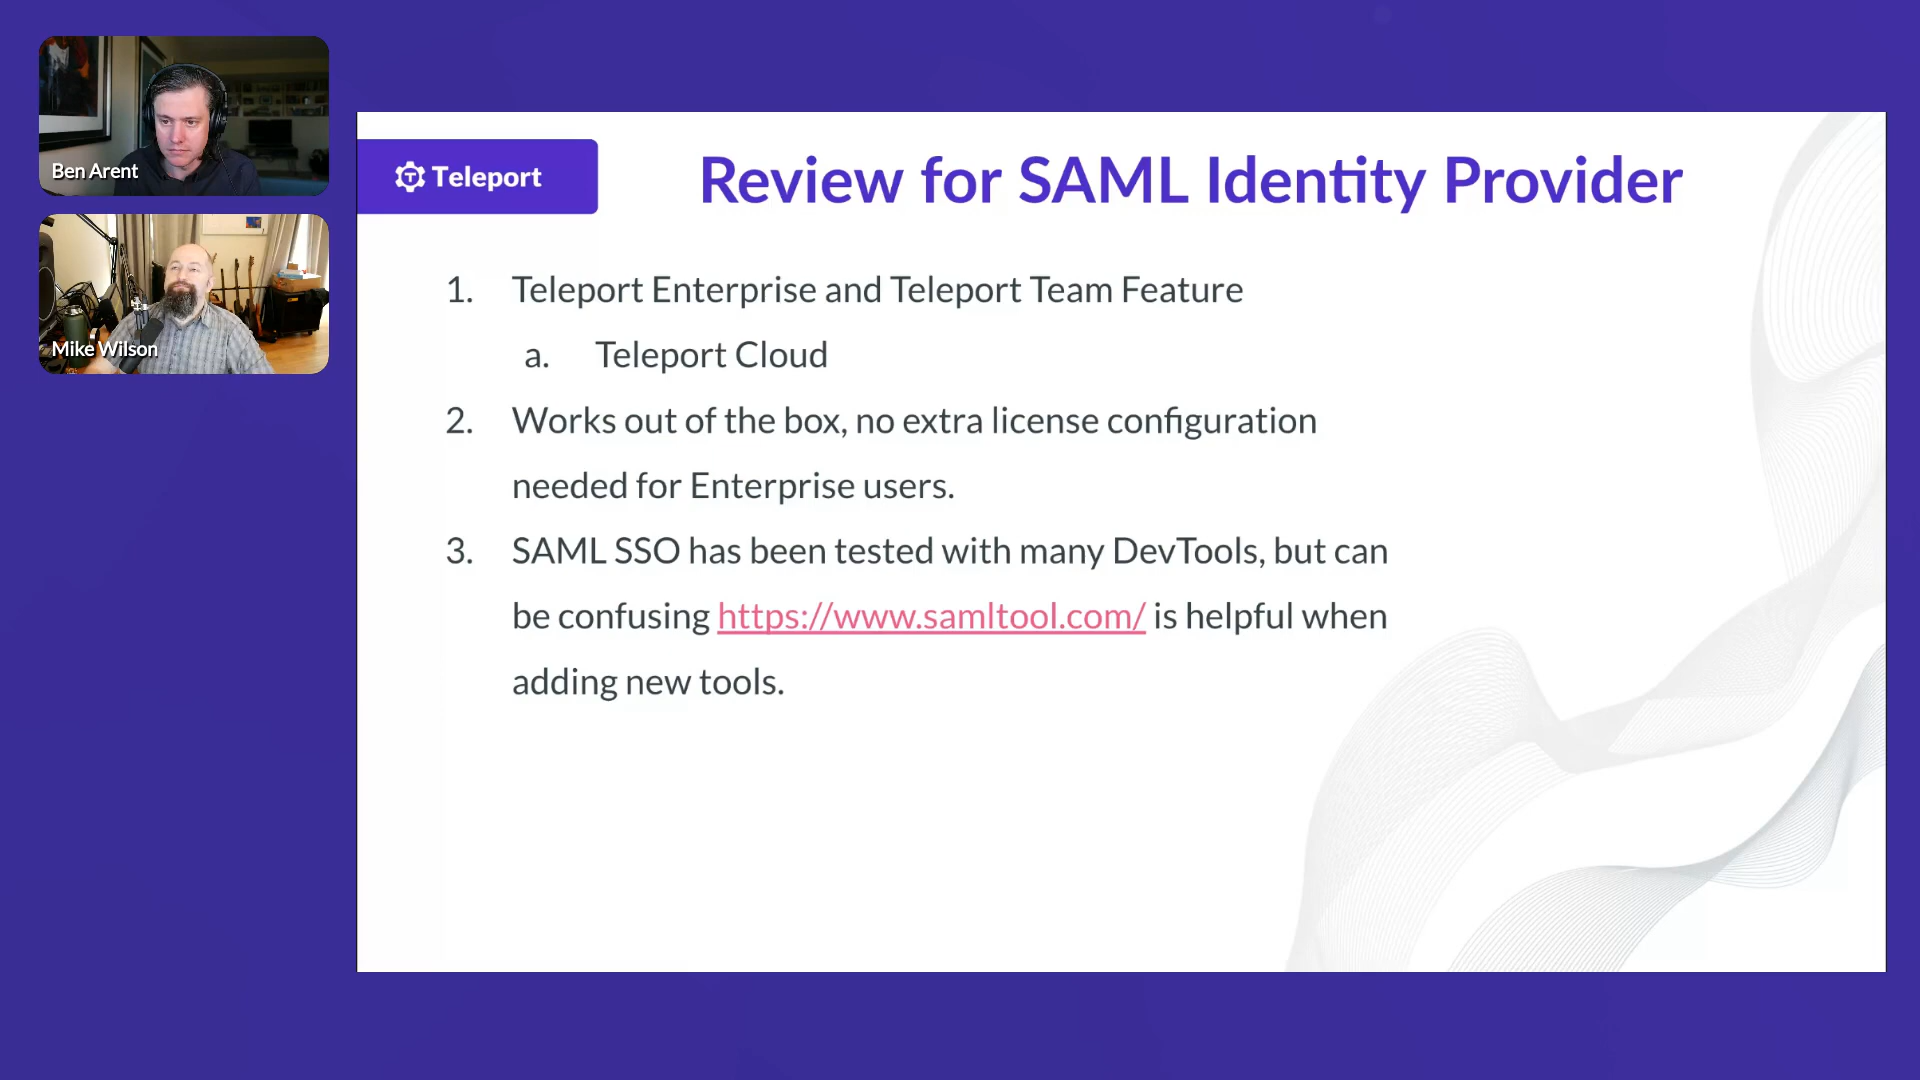 Ben Arent
Mike Wilson
Teleport
Review for SAML Identity Provider
1. Teleport Enterprise and Teleport Team Feature
a. Teleport Cloud
2. Works out of the box, no extra license configuration
needed for Enterprise users.
3. SAML SSO has been tested with many DevTools, but can
be confusing https://www.samltool.com/ is helpful when
adding new tools.